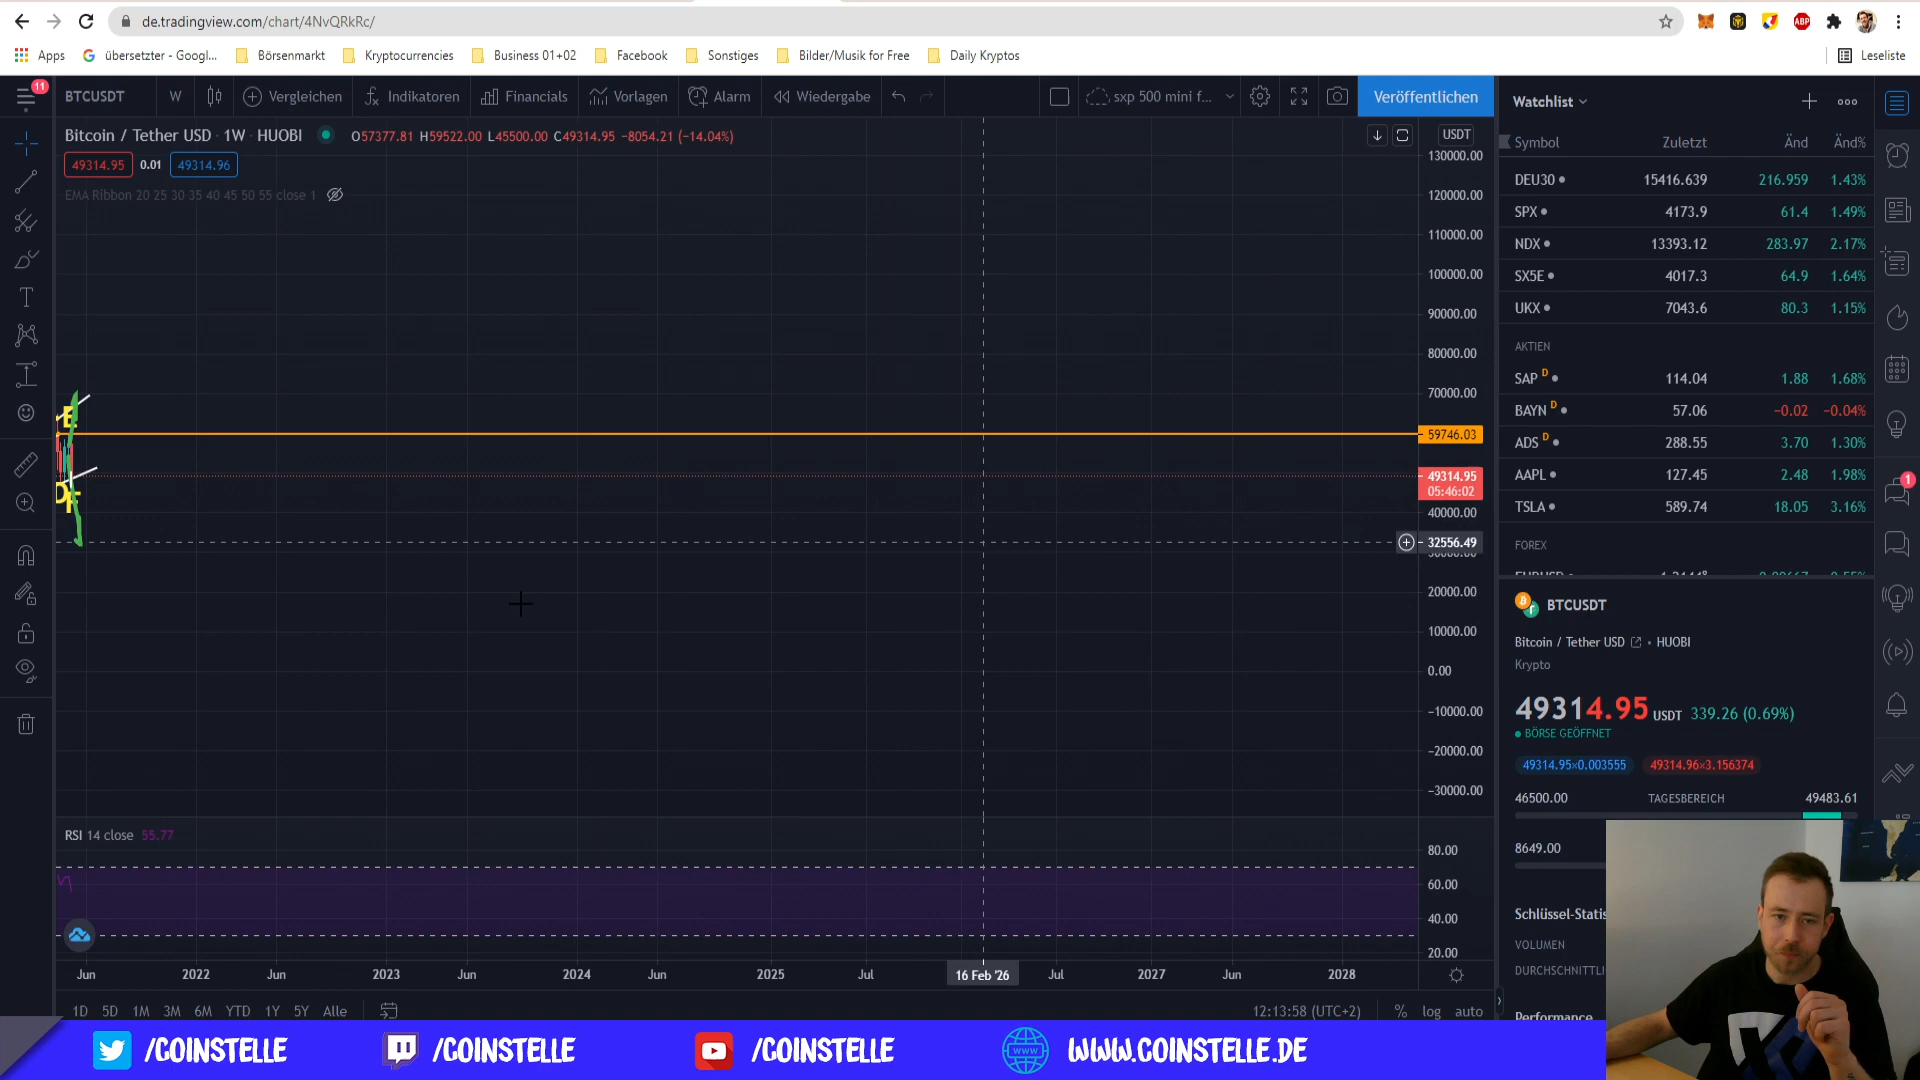 de.tradingview.com/chart/4NvQRkRc/
ABP
Apps
übersetzter - Googl...
Börsenmarkt
Kryptocurrencies
Business 01+02
Facebook
Sonstiges
Bilder/Musik for Free
Daily Kryptos
Leseliste
11
BTCUSDT
W
Vergleichen
Indikatoren
Financials
Vorlagen
Alarm
Wiedergabe
sxp 500 mini f...
Veröffentlichen
Bitcoin / Tether USD · 1W · HUOBI
O57377.81 H59522.00 L45500.00 C49314.95 −8054.21 (−14.04%)
49314.95 0.01 49314.96
EMA Ribbon 20 25 30 35 40 45 50 55 close 1
USDT
130000.00
120000.00
110000.00
100000.00
90000.00
80000.00
70000.00
59746.03
49314.95
05:46:02
40000.00
32556.49
20000.00
10000.00
0.00
−10000.00
−20000.00
−30000.00
E
D
F
RSI 14 close 55.77
80.00
60.00
40.00
20.00
Jun 2022 Jun 2023 Jun 2024 Jun 2025 Jul 16 Feb '26 Jul 2027 Jun 2028
1D 5D 1M 3M 6M YTD 1Y 5Y Alle
12:13:58 (UTC+2) % log auto
Watchlist
Symbol Zuletzt Änd Änd%
DEU30 15416.639 216.959 1.43%
SPX 4173.9 61.4 1.49%
NDX 13393.12 283.97 2.17%
SX5E 4017.3 64.9 1.64%
UKX 7043.6 80.3 1.15%
AKTIEN
SAP D 114.04 1.88 1.68%
BAYN D 57.06 −0.02 −0.04%
ADS D 288.55 3.70 1.30%
AAPL 127.45 2.48 1.98%
TSLA 589.74 18.05 3.16%
FOREX
1
BTCUSDT
Bitcoin / Tether USD • HUOBI
Krypto
49314.95 USDT 339.26 (0.69%)
BÖRSE GEÖFFNET
49314.95×0.003555 49314.96×3.156374
46500.00 TAGESBEREICH 49483.61
8649.00
Schlüssel-Statis
VOLUMEN
DURCHSCHNITTLI
Performance
/COINSTELLE
/COINSTELLE
/COINSTELLE
WWW
WWW.COINSTELLE.DE